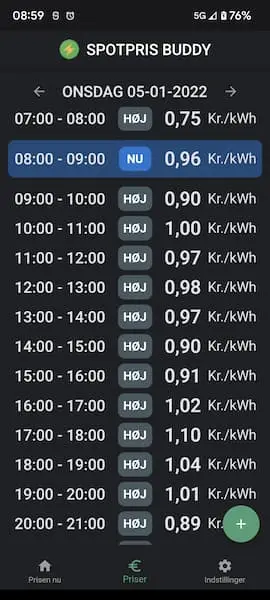 08:59 5G 76%
SPOTPRIS BUDDY
ONSDAG 05-01-2022
07:00 - 08:00 HØJ 0,75 Kr./kWh
08:00 - 09:00 NU 0,96 Kr./kWh
09:00 - 10:00 HØJ 0,90 Kr./kWh
10:00 - 11:00 HØJ 1,00 Kr./kWh
11:00 - 12:00 HØJ 0,97 Kr./kWh
12:00 - 13:00 HØJ 0,98 Kr./kWh
13:00 - 14:00 HØJ 0,97 Kr./kWh
14:00 - 15:00 HØJ 0,90 Kr./kWh
15:00 - 16:00 HØJ 0,91 Kr./kWh
16:00 - 17:00 HØJ 1,02 Kr./kWh
17:00 - 18:00 HØJ 1,10 Kr./kWh
18:00 - 19:00 HØJ 1,04 Kr./kWh
19:00 - 20:00 HØJ 1,01 Kr./kWh
20:00 - 21:00 HØJ 0,89 Kr.
Prisen nu Priser Indstillinger